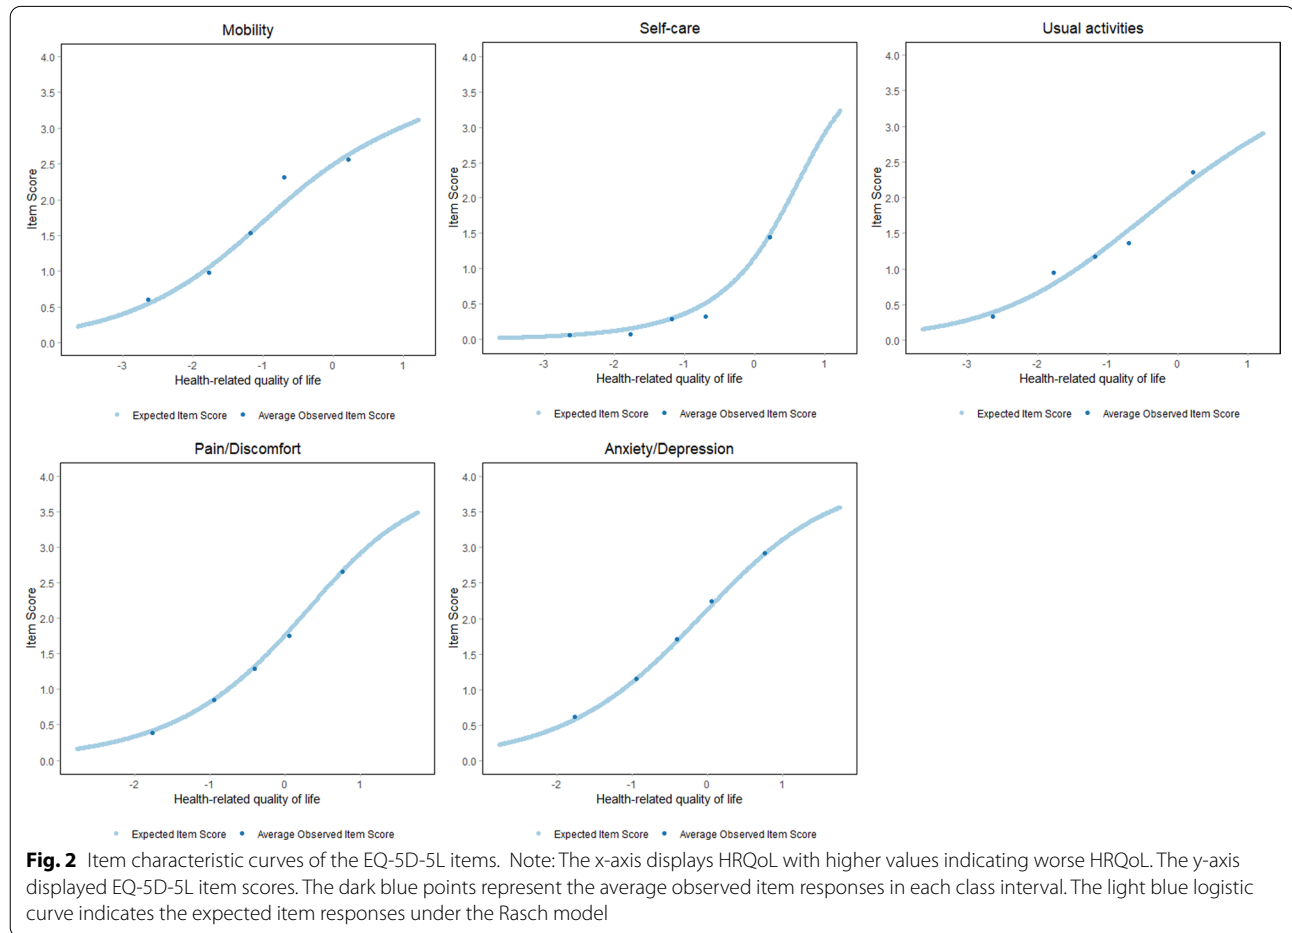 Mobility
4.0
3.5
3.0
2.5
2.0
1.5
1.0
0.5
0.0
Item Score
-3 -2 -1 0 1
Health-related quality of life
Expected Item Score Average Observed Item Score
Self-care
4.0
3.5
3.0
2.5
2.0
1.5
1.0
0.5
0.0
Item Score
-3 -2 -1 0 1
Health-related quality of life
Expected Item Score Average Observed Item Score
Usual activities
4.0
3.5
3.0
2.5
2.0
1.5
1.0
0.5
0.0
Item Score
-3 -2 -1 0 1
Health-related quality of life
Expected Item Score Average Observed Item Score
Pain/Discomfort
4.0
3.5
3.0
2.5
2.0
1.5
1.0
0.5
0.0
Item Score
-2 -1 0 1
Health-related quality of life
Expected Item Score Average Observed Item Score
Anxiety/Depression
4.0
3.5
3.0
2.5
2.0
1.5
1.0
0.5
0.0
Item Score
-2 -1 0 1
Health-related quality of life
Expected Item Score Average Observed Item Score
Fig. 2 Item characteristic curves of the EQ-5D-5L items. Note: The x-axis displays HRQoL with higher values indicating worse HRQoL. The y-axis
displayed EQ-5D-5L item scores. The dark blue points represent the average observed item responses in each class interval. The light blue logistic
curve indicates the expected item responses under the Rasch model